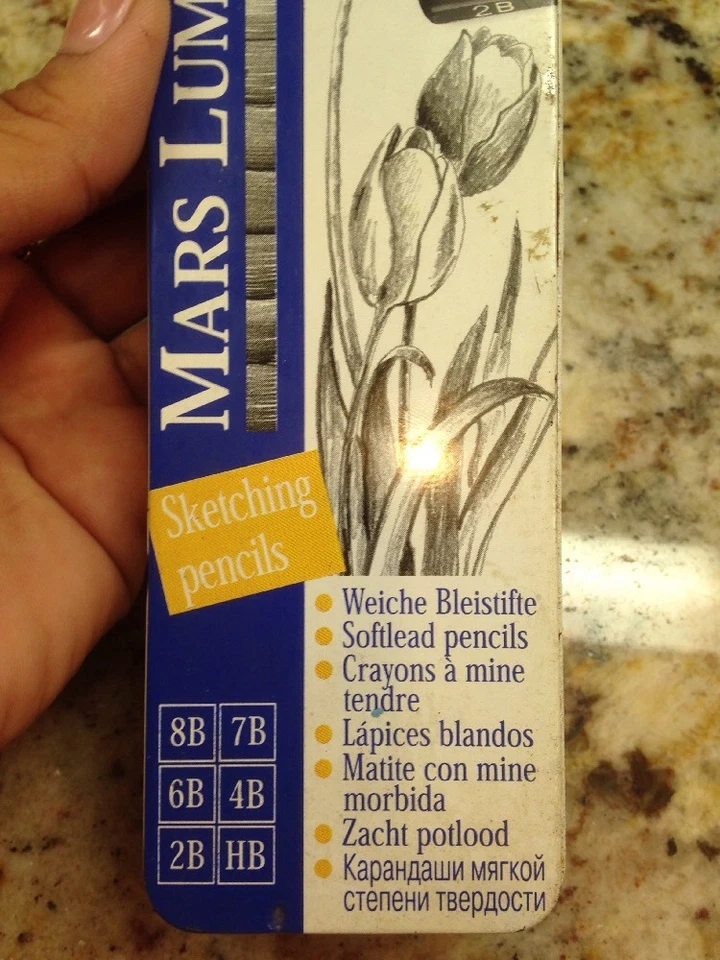 2B
MARS LUM
Sketching
pencils
8B 7B
6B 4B
2B HB
Weiche Bleistifte
Softlead pencils
Crayons à mine
tendre
Lápices blandos
Matite con mine
morbida
Zacht potlood
Карандаши мягкой
степени твердости